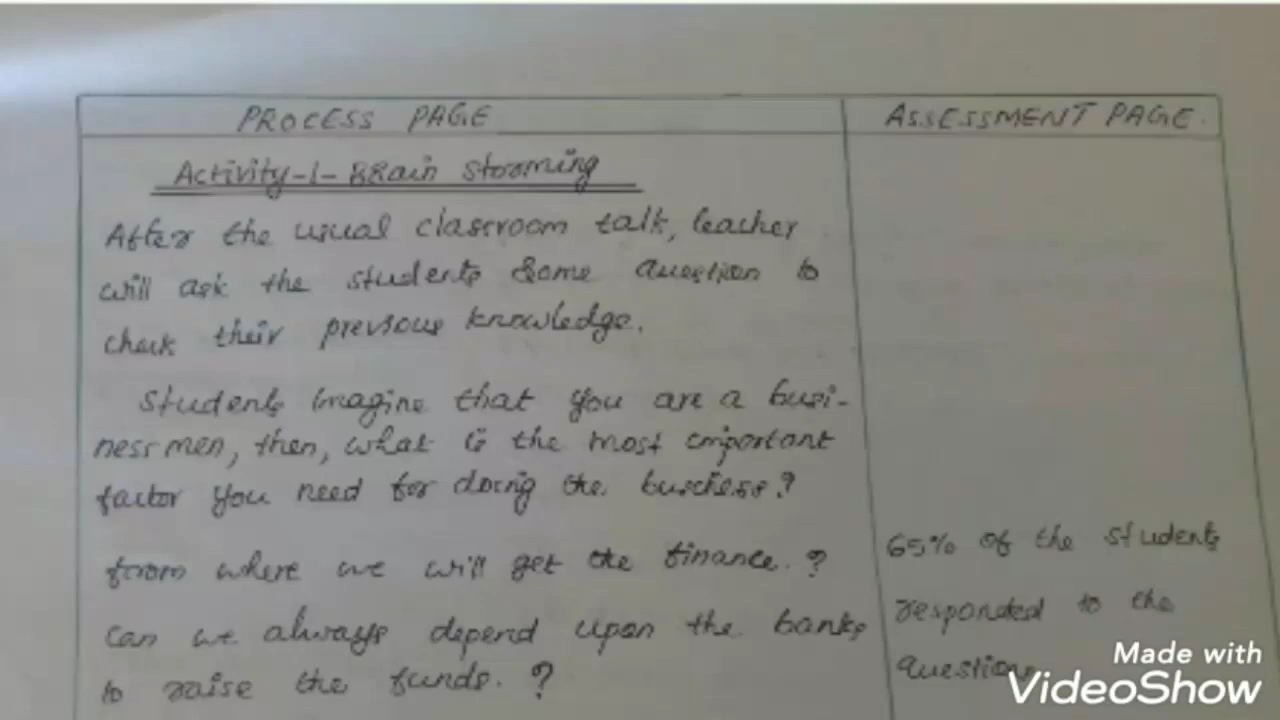 PROCESS PAGE
ASSESSMENT PAGE.
Activity-1- Brain storming
After the usual classroom talk, teacher
will ask the students some question to
check their previous knowledge.
Students imagine that you are a busi-
ness men, then, what is the most important
factor you need for doing the business?
from where we will get the finance.?
Can we always depend upon the banks
to raise the funds.?
65% of the students
responded to the
question
Made with
VideoShow